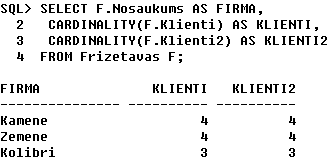 SQL> SELECT F.Nosaukums AS FIRMA,
2 CARDINALITY(F.Klienti) AS KLIENTI,
3 CARDINALITY(F.Klienti2) AS KLIENTI2
4 FROM Frizetavas F;
FIRMA KLIENTI KLIENTI2
--------------- ---------- ----------
Kamene 4 4
Zemene 4 4
Kolibri 3 3